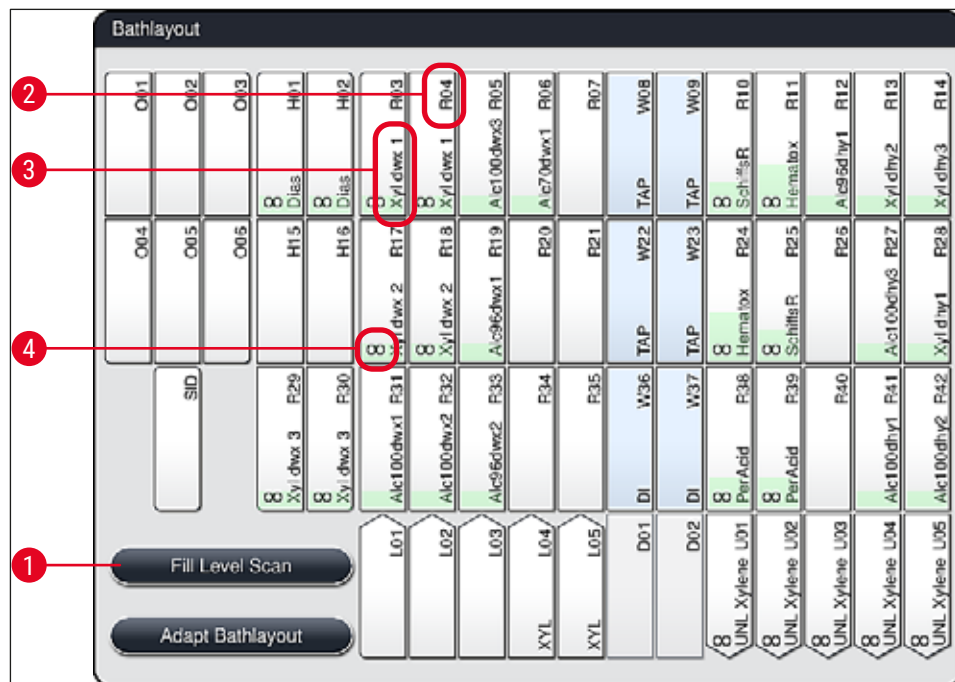 Bathlayout
O01
O02
O03
H01
Dias
H02
Dias
R03
Xyl dwx 1
R04
Xyl dwx 1
R05
Alc100dwx3
R06
Alc70dwx1
R07
W08
TAP
W09
TAP
R10
SchiffsR
R11
Hematox
R12
Alc96dhy1
R13
Xyl dhy2
R14
Xyl dhy3
O04
O05
O06
H15
H16
R17
Xyl dwx 2
R18
Xyl dwx 2
R19
Alc96dwx1
R20
R21
W22
TAP
W23
TAP
R24
Hematox
R25
SchiffsR
R26
R27
Alc100dhy3
R28
Xyl dhy1
SID
R29
Xyl dwx 3
R30
Xyl dwx 3
R31
Alc100dwx1
R32
Alc100dwx2
R33
Alc96dwx2
R34
R35
W36
DI
W37
DI
R38
PerAcid
R39
PerAcid
R40
R41
Alc100dhy1
R42
Alc100dhy2
L01
L02
L03
L04
XYL
L05
XYL
D01
D02
UNL Xylene U01
UNL Xylene U02
UNL Xylene U03
UNL Xylene U04
UNL Xylene U05
Fill Level Scan
Adapt Bathlayout
2
3
4
1